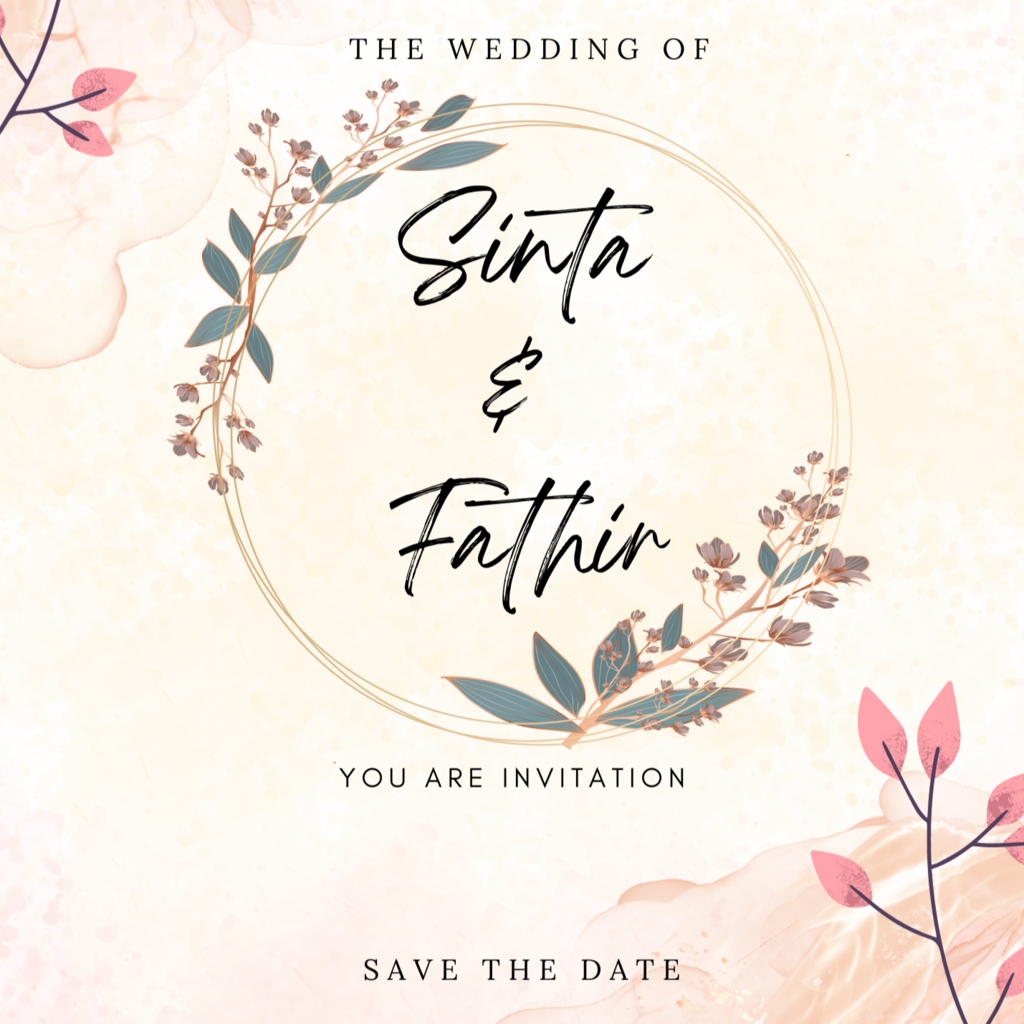 THE WEDDING OF
Sinta
&
Fathir
YOU ARE INVITATION
SAVE THE DATE